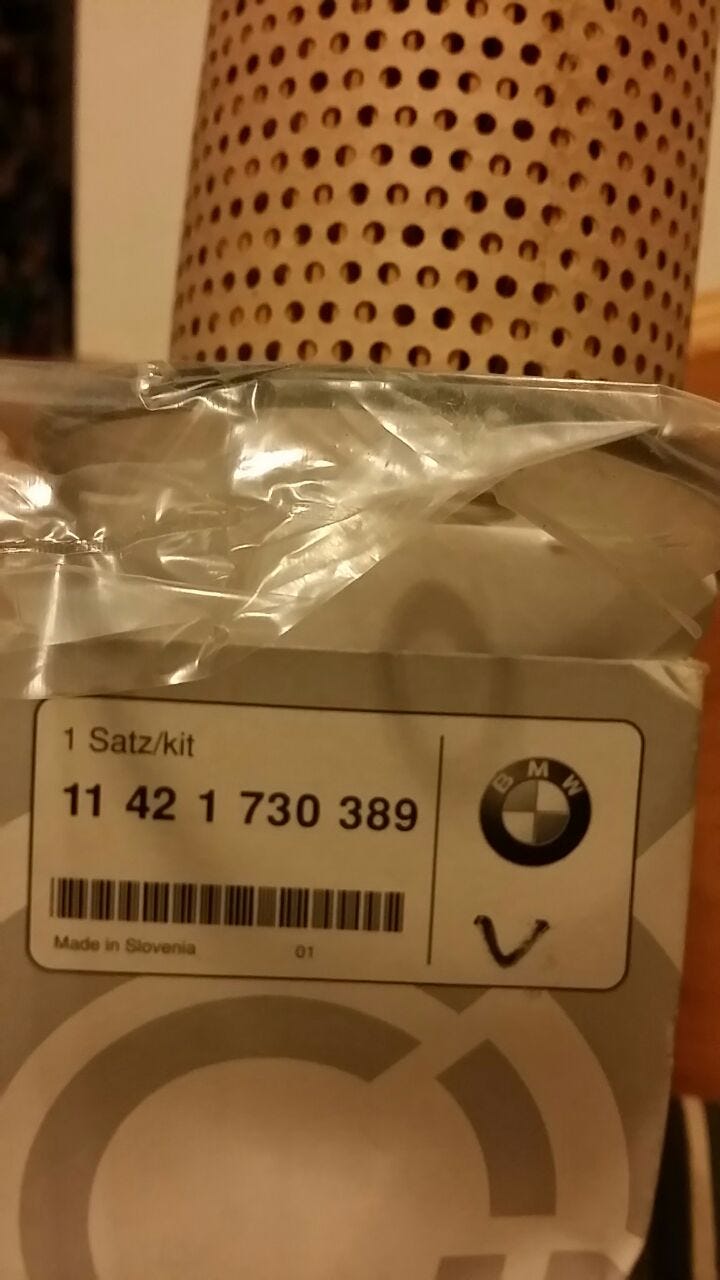 1 Satz/kit
11 42 1 730 389
BMW
V
Made in Slovenia 01